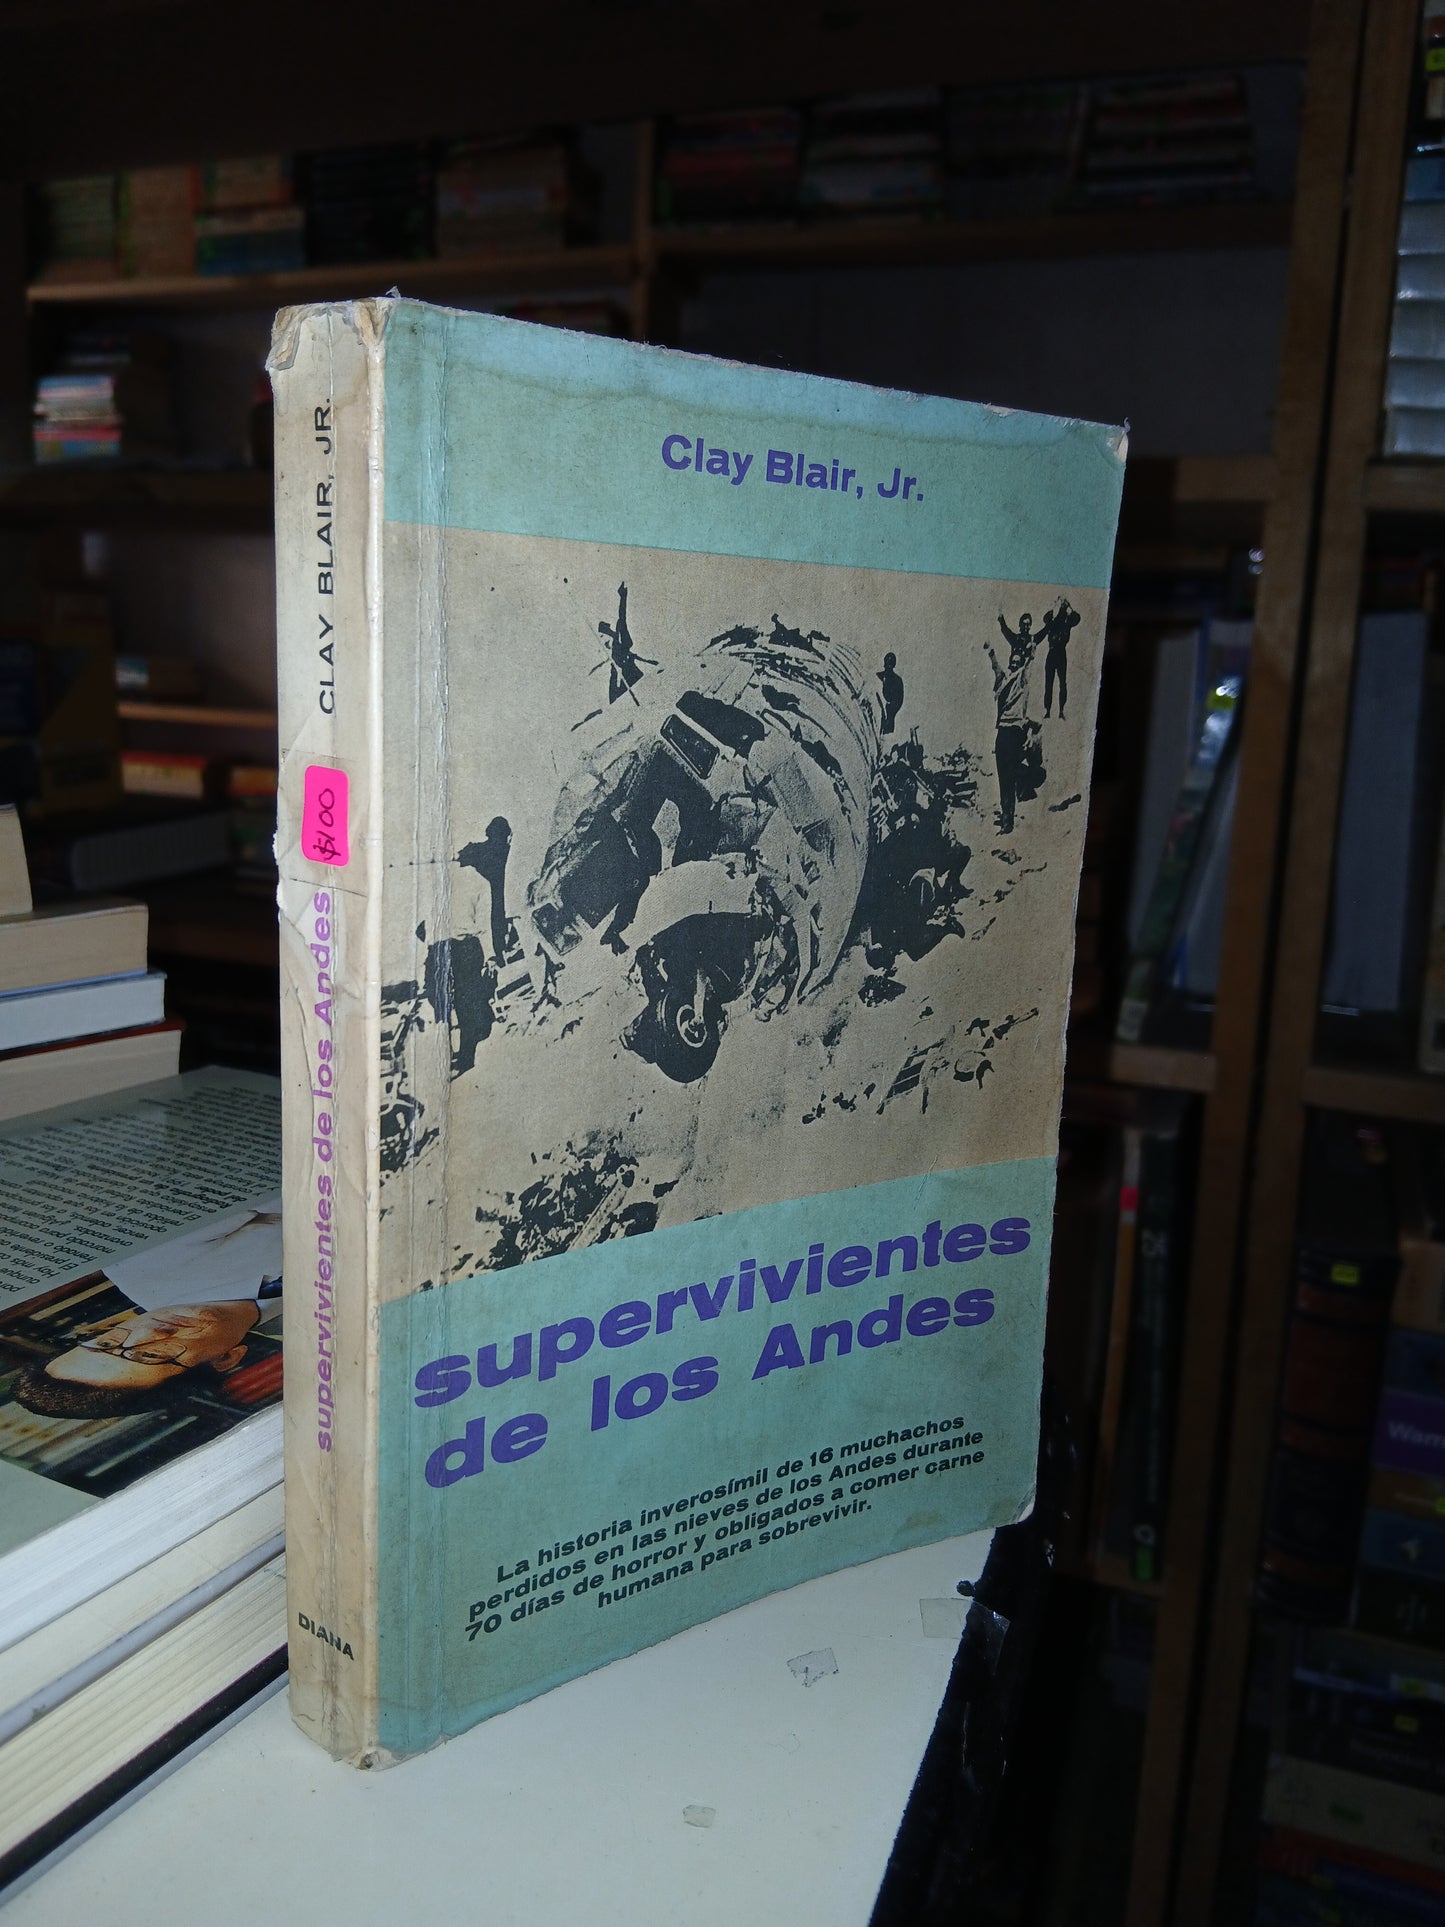 Clay Blair, Jr.
supervivientes
de los Andes
La historia inverosímil de 16 muchachos
perdidos en las nieves de los Andes durante
70 días de horror y obligados a comer carne
humana para sobrevivir.
CLAY BLAIR, JR.
$100
supervivientes de los Andes
DIANA